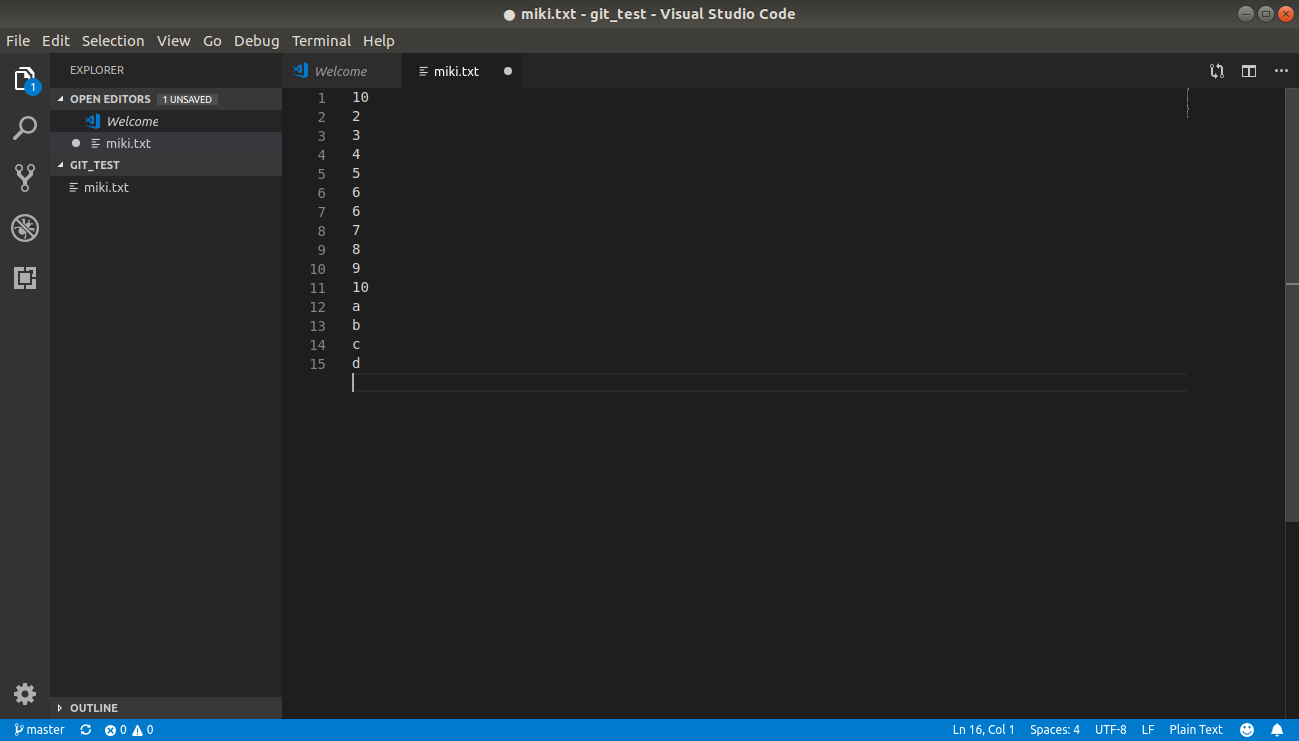 ● miki.txt - git_test - Visual Studio Code
File Edit Selection View Go Debug Terminal Help
1
EXPLORER
OPEN EDITORS 1 UNSAVED
Welcome
miki.txt
GIT_TEST
miki.txt
OUTLINE
Welcome miki.txt
1 10
2 2
3 3
4 4
5 5
6 6
7 6
8 7
9 8
10 9
11 10
12 a
13 b
14 c
15 d
master 0 0 Ln 16, Col 1 Spaces: 4 UTF-8 LF Plain Text